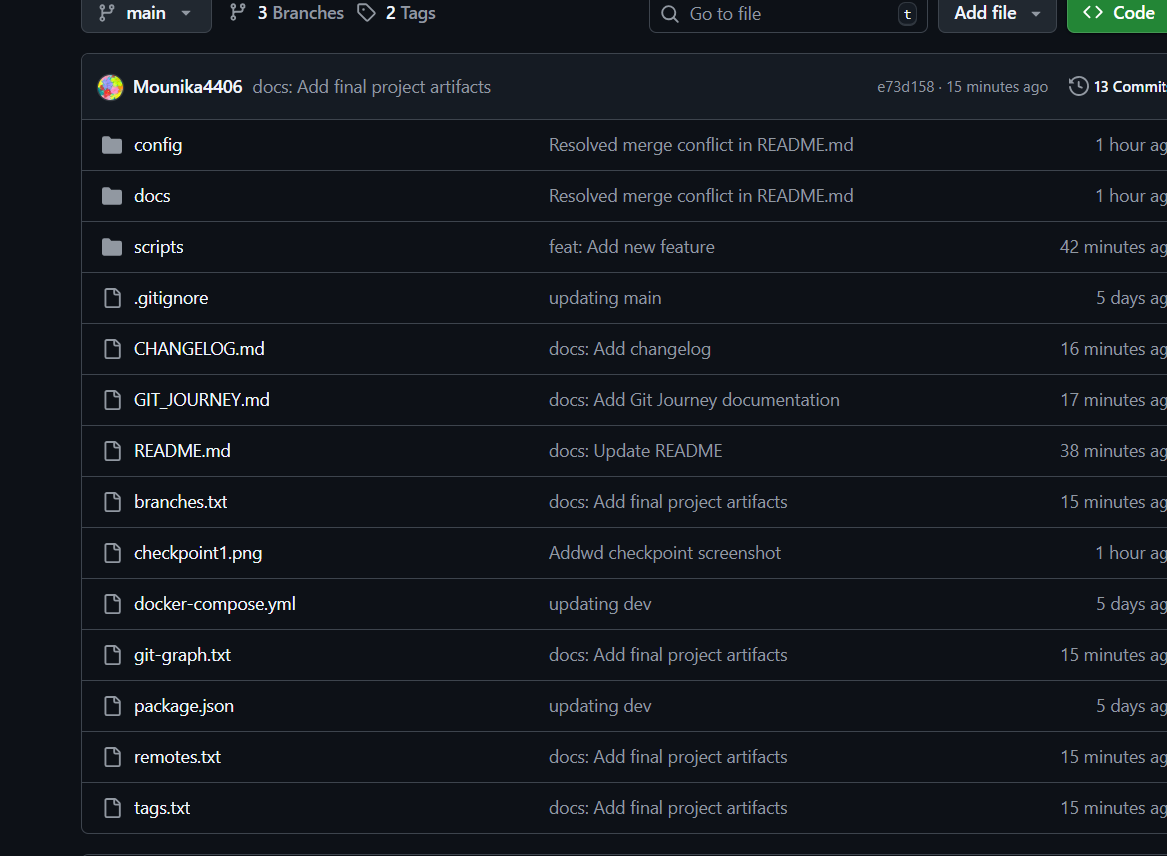 main 3 Branches 2 Tags Go to file t Add file Code
Mounika4406 docs: Add final project artifacts e73d158 · 15 minutes ago 13 Commits
config Resolved merge conflict in README.md 1 hour ag
docs Resolved merge conflict in README.md 1 hour ag
scripts feat: Add new feature 42 minutes ag
.gitignore updating main 5 days ag
CHANGELOG.md docs: Add changelog 16 minutes ag
GIT_JOURNEY.md docs: Add Git Journey documentation 17 minutes ag
README.md docs: Update README 38 minutes ag
branches.txt docs: Add final project artifacts 15 minutes ag
checkpoint1.png Addwd checkpoint screenshot 1 hour ag
docker-compose.yml updating dev 5 days ag
git-graph.txt docs: Add final project artifacts 15 minutes ag
package.json updating dev 5 days ag
remotes.txt docs: Add final project artifacts 15 minutes ag
tags.txt docs: Add final project artifacts 15 minutes ag